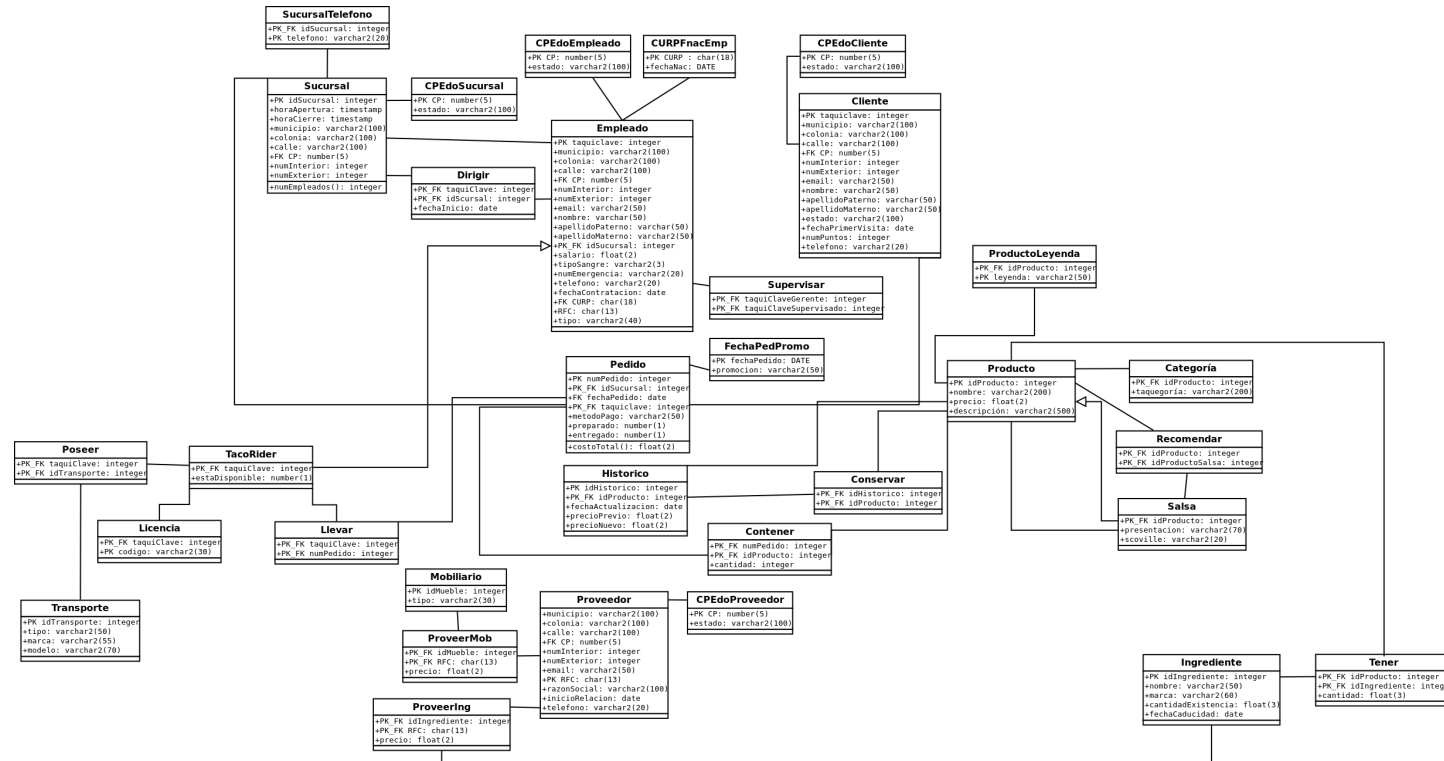 SucursalTelefono
+PK_FK idSucursal: integer
+PK telefono: varchar2(20)
CPEdoEmpleado
+PK CP: number(5)
+estado: varchar2(100)
CURPFnacEmp
+PK CURP : char(18)
+fechaNac: DATE
CPEdoCliente
+PK CP: number(5)
+estado: varchar2(100)
Sucursal
+PK idSucursal: integer
+horaApertura: timestamp
+horaCierre: timestamp
+municipio: varchar2(100)
+colonia: varchar2(100)
+calle: varchar2(100)
+FK CP: number(5)
+numInterior: integer
+numExterior: integer
+numEmpleados(): integer
CPEdoSucursal
+PK CP: number(5)
+estado: varchar2(100)
Cliente
+PK taquiclave: integer
+municipio: varchar2(100)
+colonia: varchar2(100)
+calle: varchar2(100)
+FK CP: number(5)
+numInterior: integer
+numExterior: integer
+email: varchar2(50)
+nombre: varchar2(50)
+apellidoPaterno: varchar(50)
+apellidoMaterno: varchar2(50)
+estado: varchar2(100)
+fechaPrimerVisita: date
+numPuntos: integer
+telefono: varchar2(20)
Empleado
+PK taquiclave: integer
+municipio: varchar2(100)
+colonia: varchar2(100)
+calle: varchar2(100)
+FK CP: number(5)
+numInterior: integer
+numExterior: integer
+email: varchar2(50)
+nombre: varchar(50)
+apellidoPaterno: varchar(50)
+apellidoMaterno: varchar2(50)
+PK_FK idSucursal: integer
+salario: float(2)
+tipoSangre: varchar2(3)
+numEmergencia: varchar2(20)
+telefono: varchar2(20)
+fechaContratacion: date
+FK CURP: char(18)
+RFC: char(13)
+tipo: varchar2(40)
Dirigir
+PK_FK taquiClave: integer
+PK_FK idScursal: integer
+fechaInicio: date
Supervisar
+PK_FK taquiClaveGerente: integer
+PK_FK taquiClaveSupervisado: integer
ProductoLeyenda
+PK_FK idProducto: integer
+PK leyenda: varchar2(50)
FechaPedPromo
+PK fechaPedido: DATE
+promocion: varchar2(50)
Pedido
+PK numPedido: integer
+PK_FK idSucursal: integer
+FK fechaPedido: date
+PK_FK taquiclave: integer
+metodoPago: varchar2(50)
+preparado: number(1)
+entregado: number(1)
+costoTotal(): float(2)
Producto
+PK idProducto: integer
+nombre: varchar2(200)
+precio: float(2)
+descripción: varchar2(500)
Categoría
+PK_FK idProducto: integer
+taquegoría: varchar2(200)
Recomendar
+PK_FK idProducto: integer
+PK_FK idProductoSalsa: integer
Poseer
+PK_FK taquiClave: integer
+PK_FK idTransporte: integer
TacoRider
+PK_FK taquiClave: integer
+estaDisponible: number(1)
Historico
+PK idHistorico: integer
+PK_FK idProducto: integer
+fechaActualizacion: date
+precioPrevio: float(2)
+precioNuevo: float(2)
Conservar
+PK_FK idHistorico: integer
+PK_FK idProducto: integer
Salsa
+PK_FK idProducto: integer
+presentacion: varchar2(70)
+scoville: varchar2(20)
Licencia
+PK_FK taquiClave: integer
+PK codigo: varchar2(30)
Llevar
+PK_FK taquiClave: integer
+PK_FK numPedido: integer
Contener
+PK_FK numPedido: integer
+PK_FK idProducto: integer
+cantidad: integer
Mobiliario
+PK idMueble: integer
+tipo: varchar2(30)
Proveedor
+municipio: varchar2(100)
+colonia: varchar2(100)
+calle: varchar2(100)
+FK CP: number(5)
+numInterior: integer
+numExterior: integer
+email: varchar2(50)
+PK RFC: char(13)
+razonSocial: varchar2(100)
+inicioRelacion: date
+telefono: varchar2(20)
CPEdoProveedor
+PK CP: number(5)
+estado: varchar2(100)
Transporte
+PK idTransporte: integer
+tipo: varchar2(50)
+marca: varchar2(55)
+modelo: varchar2(70)
ProveerMob
+PK_FK idMueble: integer
+PK_FK RFC: char(13)
+precio: float(2)
ProveerIng
+PK_FK idIngrediente: integer
+PK_FK RFC: char(13)
+precio: float(2)
Ingrediente
+PK idIngrediente: integer
+nombre: varchar2(50)
+marca: varchar2(60)
+cantidadExistencia: float(3)
+fechaCaducidad: date
Tener
+PK_FK idProducto: integer
+PK_FK idIngrediente: integ
+cantidad: float(3)